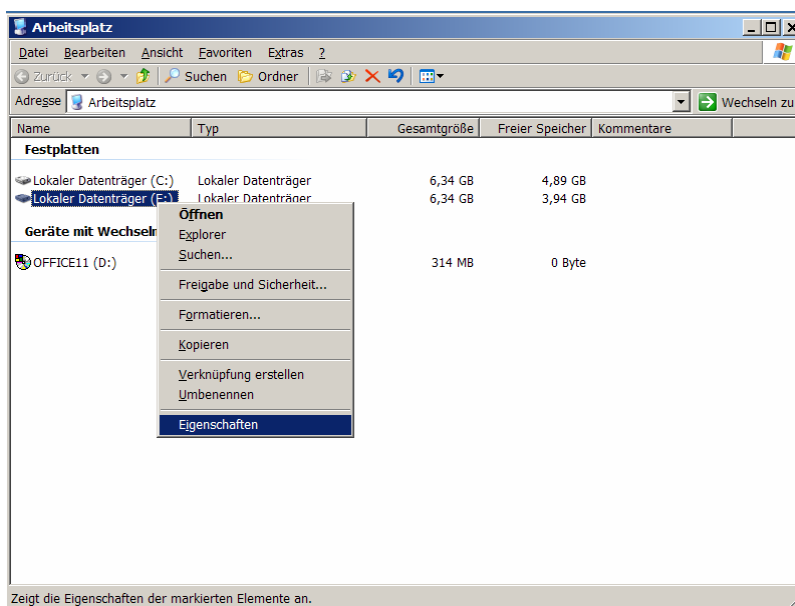 Arbeitsplatz
Datei Bearbeiten Ansicht Favoriten Extras ?
Zurück Suchen Ordner
Adresse Arbeitsplatz Wechseln zu
Name Typ Gesamtgröße Freier Speicher Kommentare
Festplatten
Lokaler Datenträger (C:) Lokaler Datenträger 6,34 GB 4,89 GB
Lokaler Datenträger (E:) Lokaler Datenträger 6,34 GB 3,94 GB
Geräte mit
OFFICE11 (D:) 314 MB 0 Byte
Öffnen
Explorer
Suchen...
Freigabe und Sicherheit...
Formatieren...
Kopieren
Verknüpfung erstellen
Umbenennen
Eigenschaften
Zeigt die Eigenschaften der markierten Elemente an.